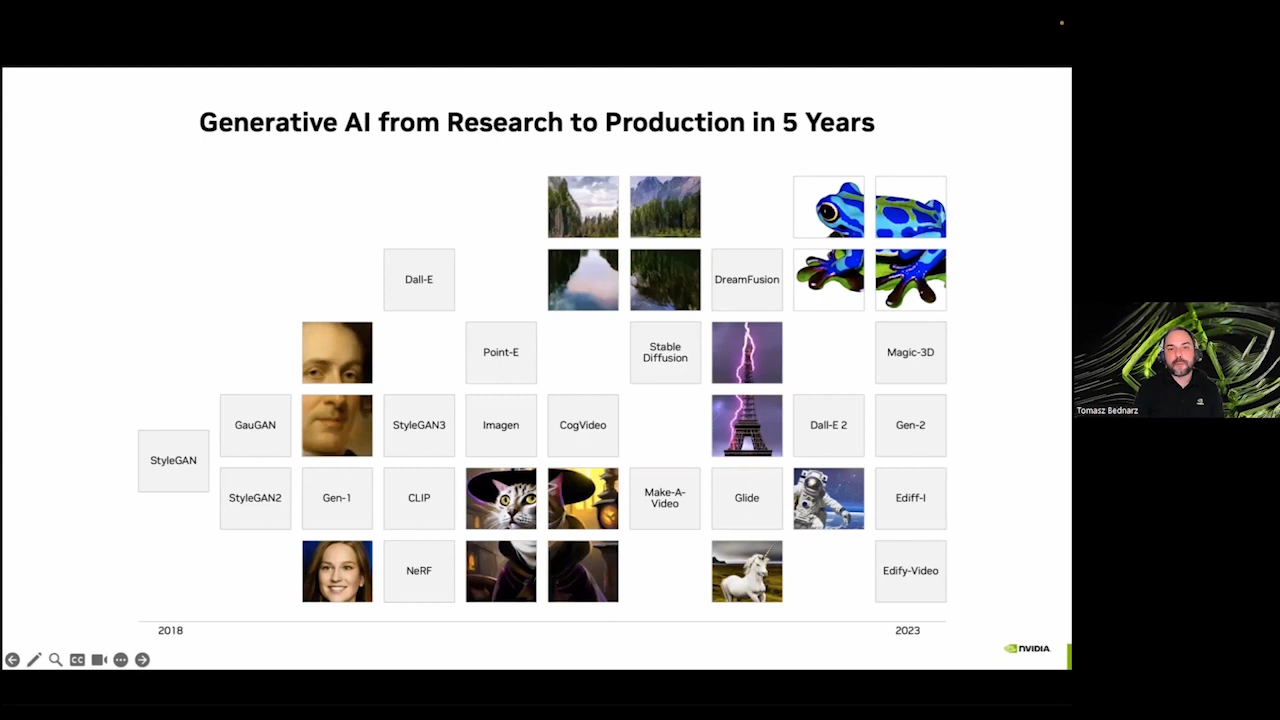 Generative AI from Research to Production in 5 Years
Dall-E
DreamFusion
Point-E
Stable
Diffusion
Magic-3D
GauGAN
StyleGAN3
Imagen
CogVideo
Dall-E 2
Gen-2
StyleGAN
StyleGAN2
Gen-1
CLIP
Make-A-
Video
Glide
Ediff-I
NeRF
Edify-Video
2018
2023
NVIDIA
CC
Tomasz Bednarz